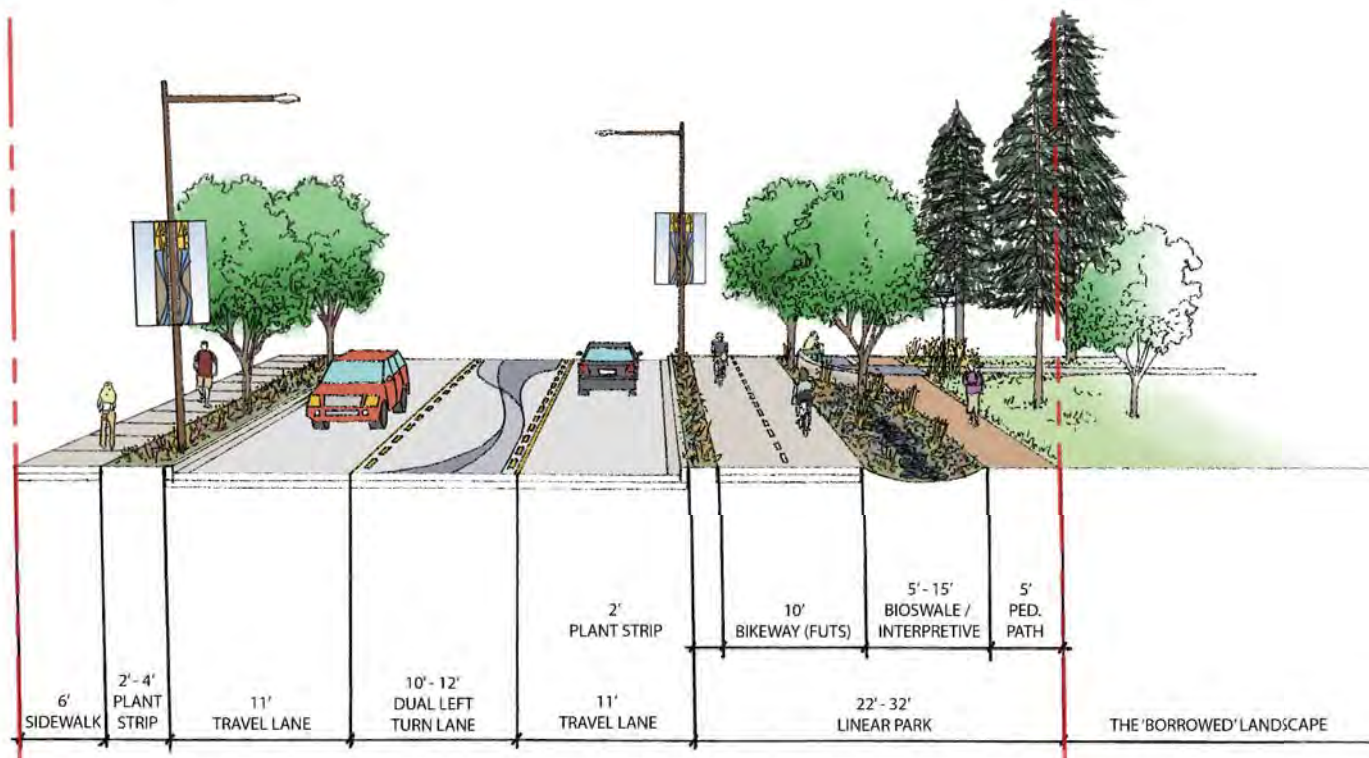 2'
PLANT STRIP
10'
BIKEWAY (FUTS)
5' - 15'
BIOSWALE /
INTERPRETIVE
5'
PED.
PATH
6'
SIDEWALK
2' - 4'
PLANT
STRIP
11'
TRAVEL LANE
10' - 12'
DUAL LEFT
TURN LANE
11'
TRAVEL LANE
22' - 32'
LINEAR PARK
THE 'BORROWED' LANDSCAPE